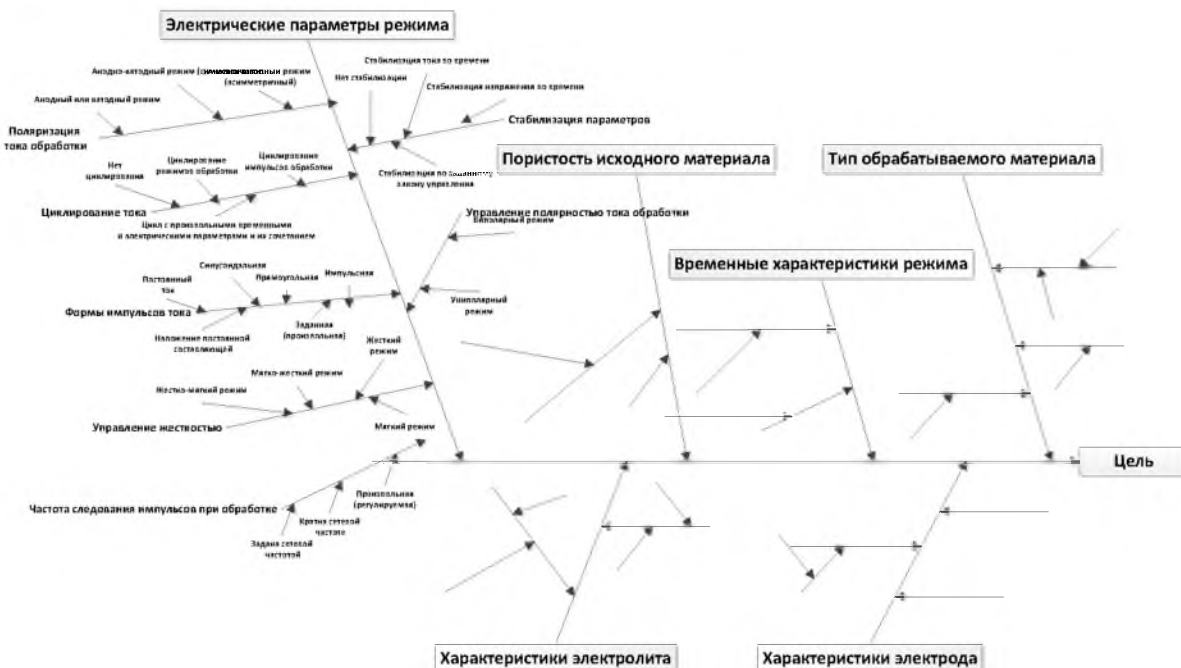 Электрические параметры режима
Анодно-катодный режим
режим
(асимметричный)
Анодный или катодный режим
Поляризация
тока обработки
Стабилизация тока во времени
Нет стабилизации
Стабилизация напряжения во времени
Стабилизация параметров
Стабилизация по заданному
закону управления
Нет
циклирования
Циклирование
режимов обработки
Циклирование
импульсов обработки
Циклирование тока
Цикл с произвольными временными
и электрическими параметрами и их сочетанием
Управление полярностью тока обработки
Биполярный режим
Униполярный
режим
Постоянный
ток
Синусоидальная
Прямоугольная
Импульсная
Формы импульсов тока
Наложение постоянной
составляющей
Заданная
(произвольная)
Жесткий
режим
Мягко-жесткий режим
Жестко-мягкий режим
Управление жесткостью
Мягкий режим
Частота следования импульсов при обработке
Произвольная
(регулируемая)
Кратна сетевой
частоте
Задана сетевой
частотой
Пористость исходного материала
Тип обрабатываемого материала
Временные характеристики режима
Цель
Характеристики электролита
Характеристики электрода